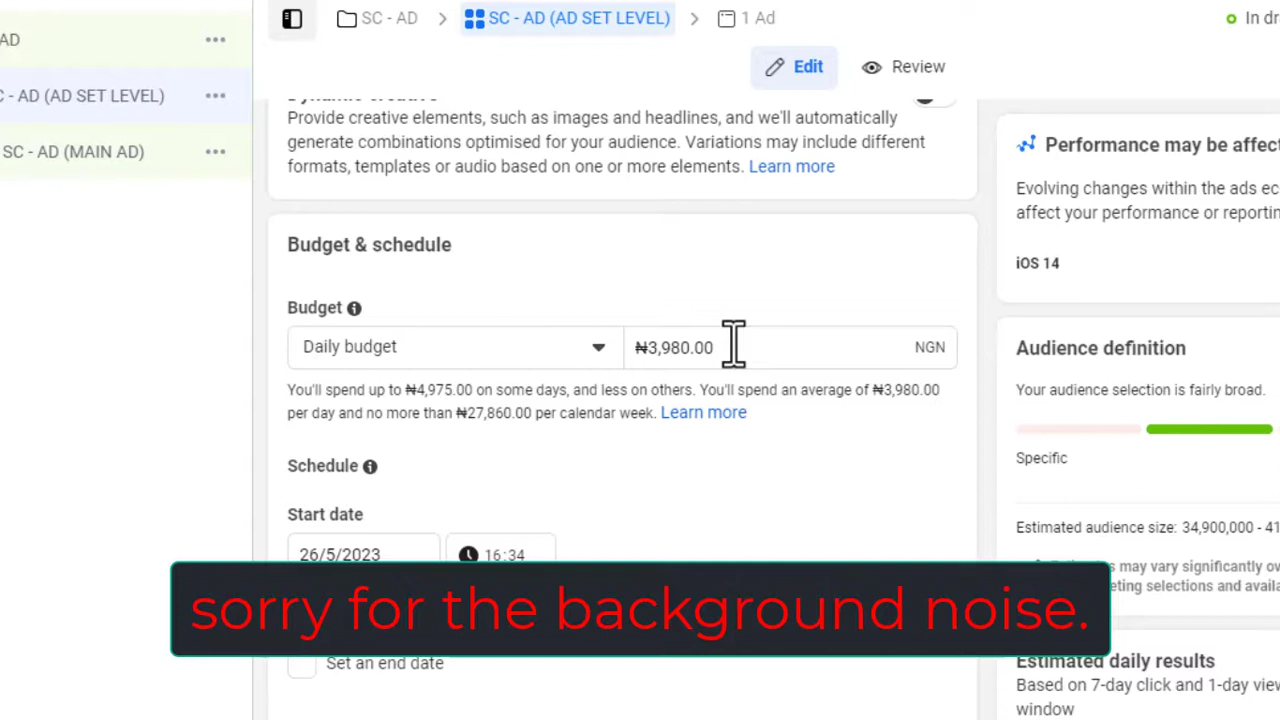 SC - AD
SC - AD (AD SET LEVEL)
1 Ad
In
AD
Edit
Review
C - AD (AD SET LEVEL)
SC - AD (MAIN AD)
Provide creative elements, such as images and headlines, and we'll automatically
generate combinations optimised for your audience. Variations may include different
formats, templates or audio based on one or more elements. Learn more
Budget & schedule
Budget
Daily budget
₦3,980.00
NGN
You'll spend up to ₦4,975.00 on some days, and less on others. You'll spend an average of ₦3,980.00
per day and no more than ₦27,860.00 per calendar week. Learn more
Schedule
Start date
26/5/2023
16:34
sorry for the background noise.
Set an end date
Performance may be affect
Evolving changes within the ads ec
affect your performance or reportin
iOS 14
Audience definition
Your audience selection is fairly broad.
Specific
Estimated audience size: 34,900,000 - 41
may vary significantly ov
selections and availa
Estimated daily results
Based on 7-day click and 1-day view
window